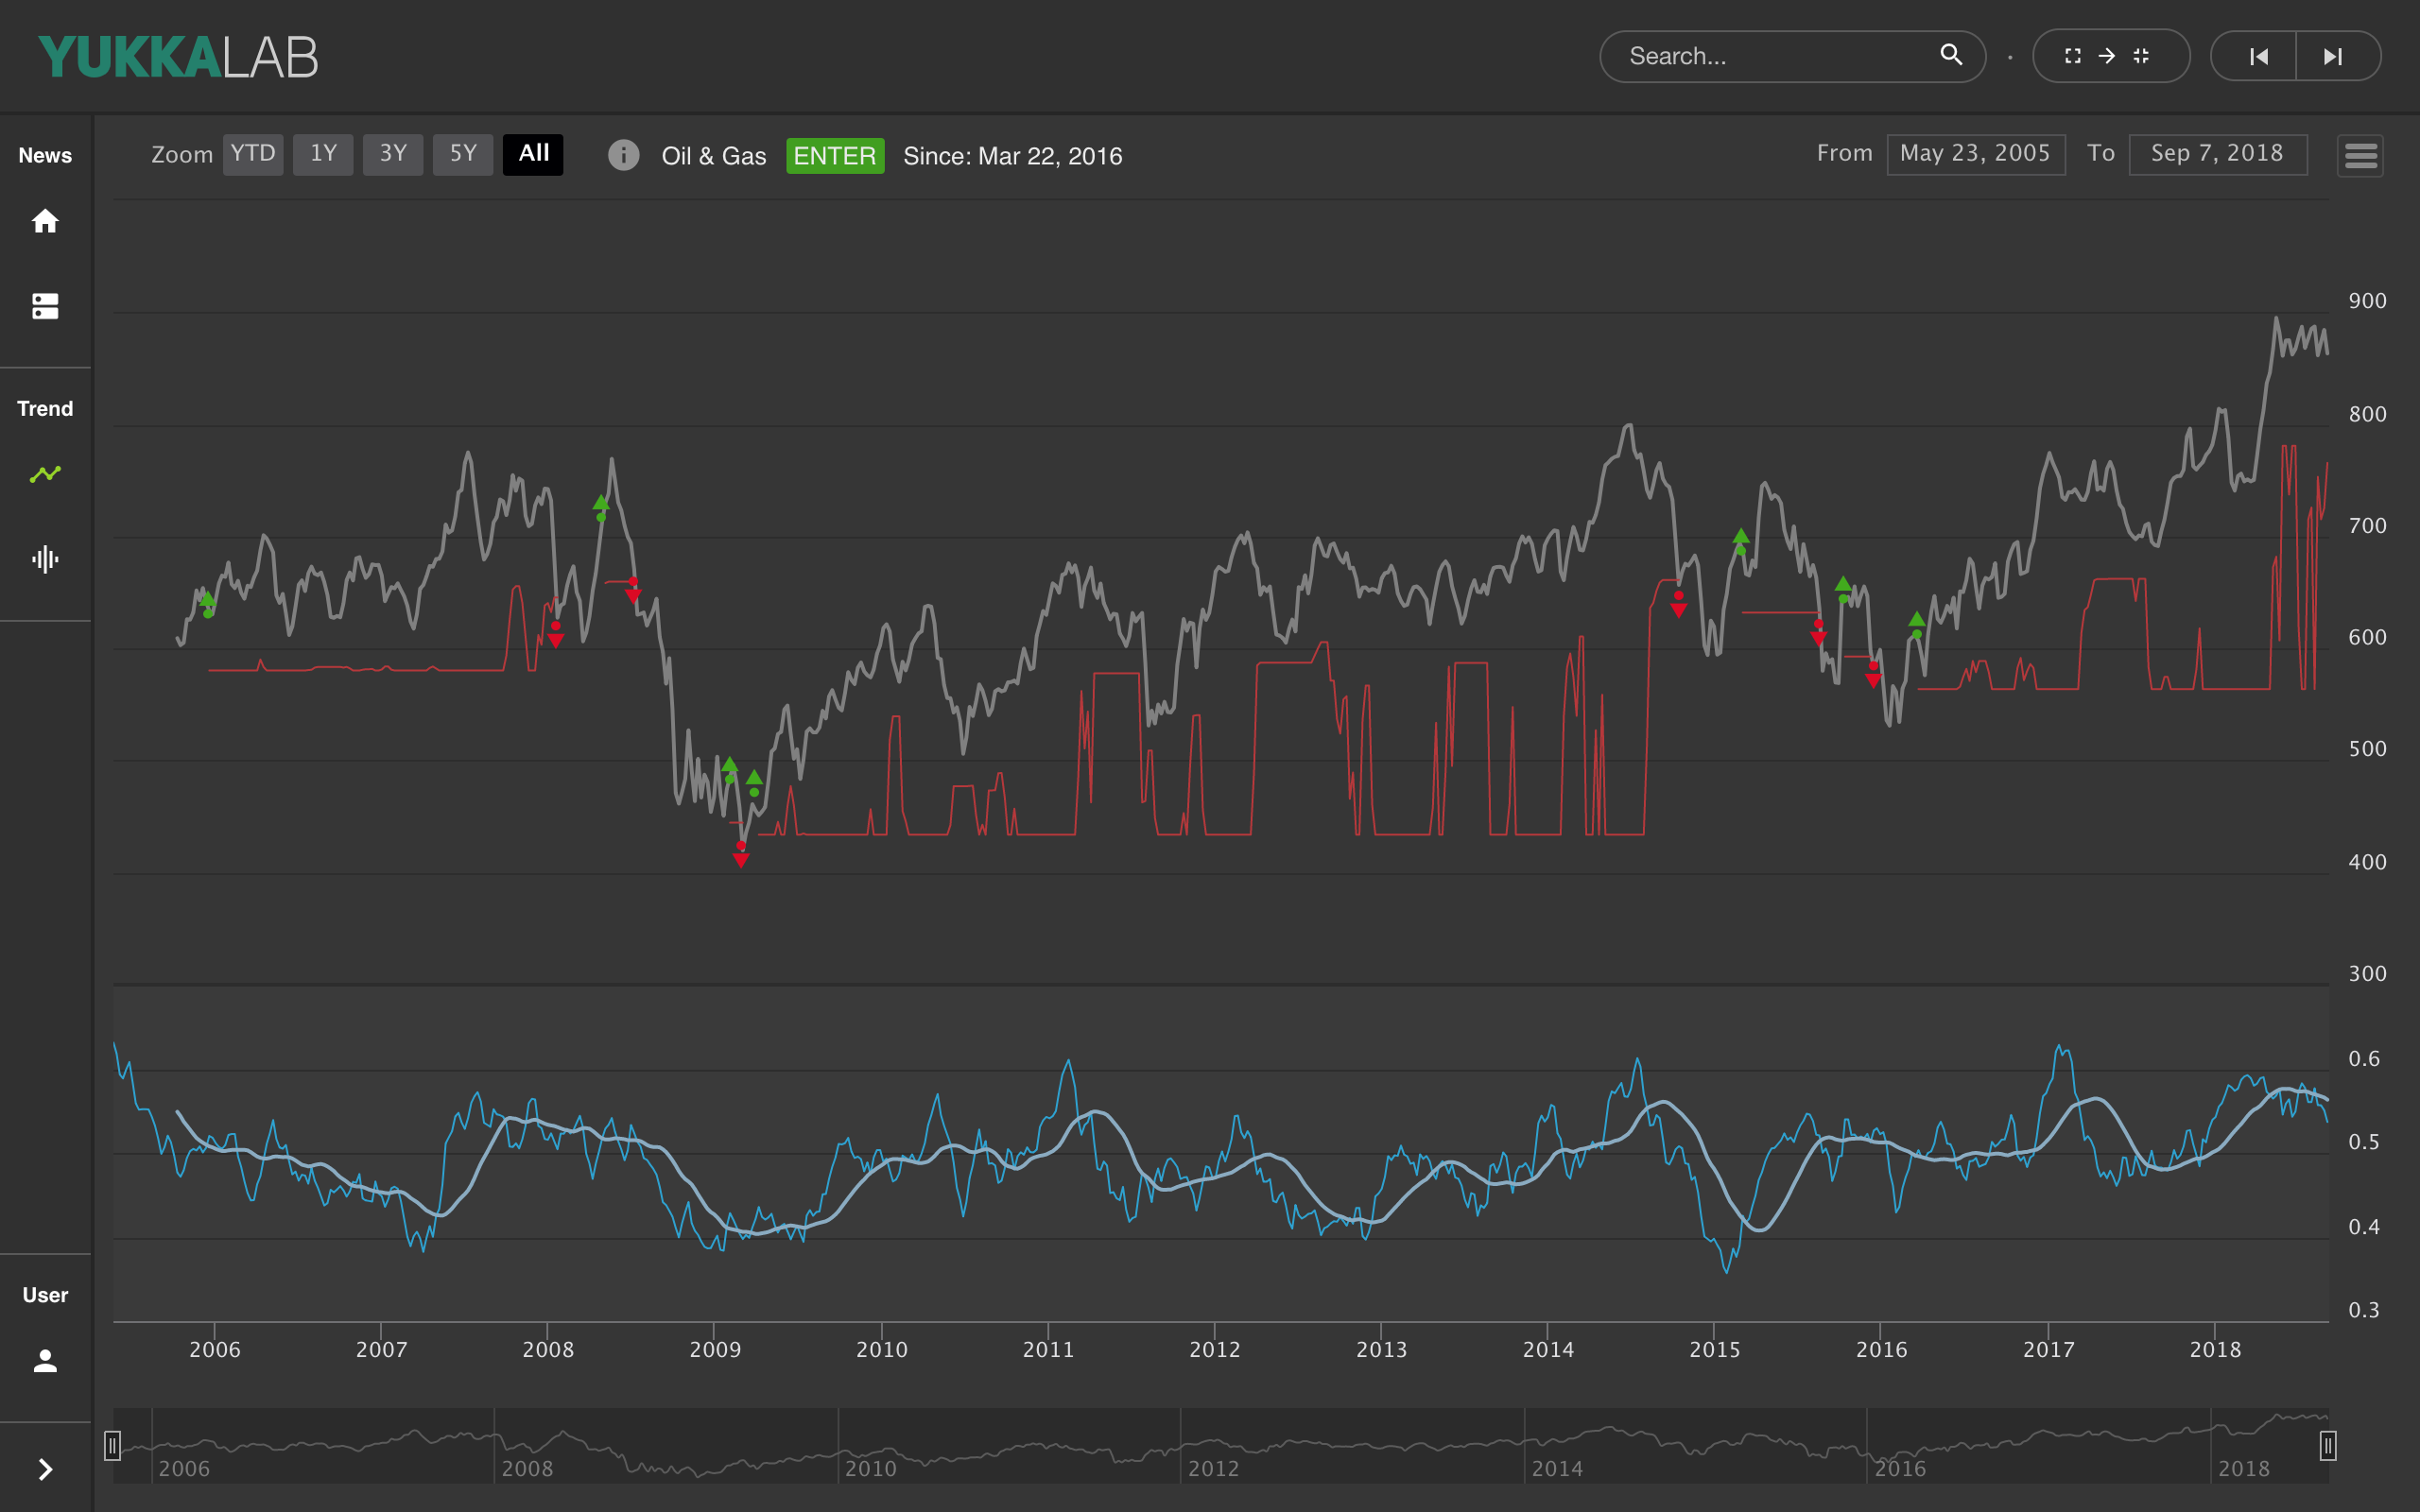 YUKKALAB
Search...
News
Zoom YTD 1Y 3Y 5Y All Oil & Gas ENTER Since: Mar 22, 2016 From May 23, 2005 To Sep 7, 2018
Trend
900
800
700
600
500
400
300
0.6
0.5
0.4
0.3
User
2006 2007 2008 2009 2010 2011 2012 2013 2014 2015 2016 2017 2018
2006 2008 2010 2012 2014 2016 2018